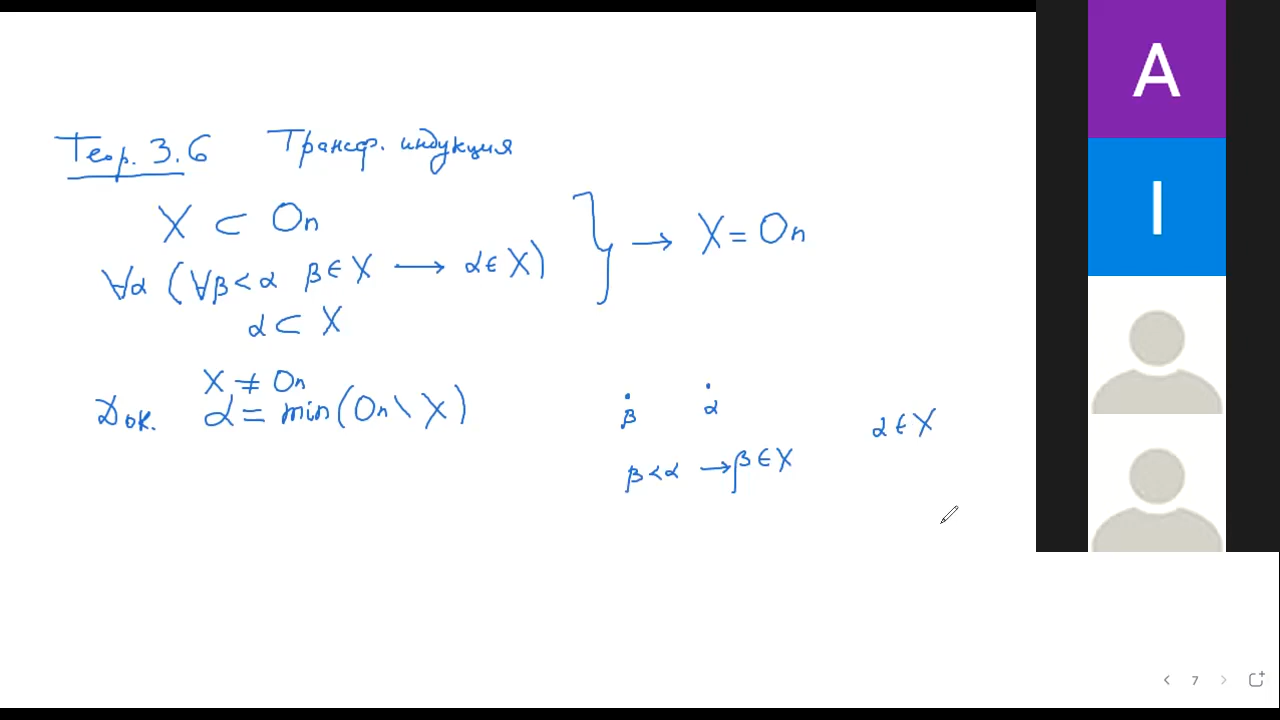 Теор. 3.6 Трансф. индукция
X ⊂ On
∀α (∀β < α β ∈ X ⟶ α ∈ X) } → X = On
α ⊂ X
X ≠ On
Док. α = min(On \ X)
β α
α ∈ X
β < α → β ∈ X
A
I
7